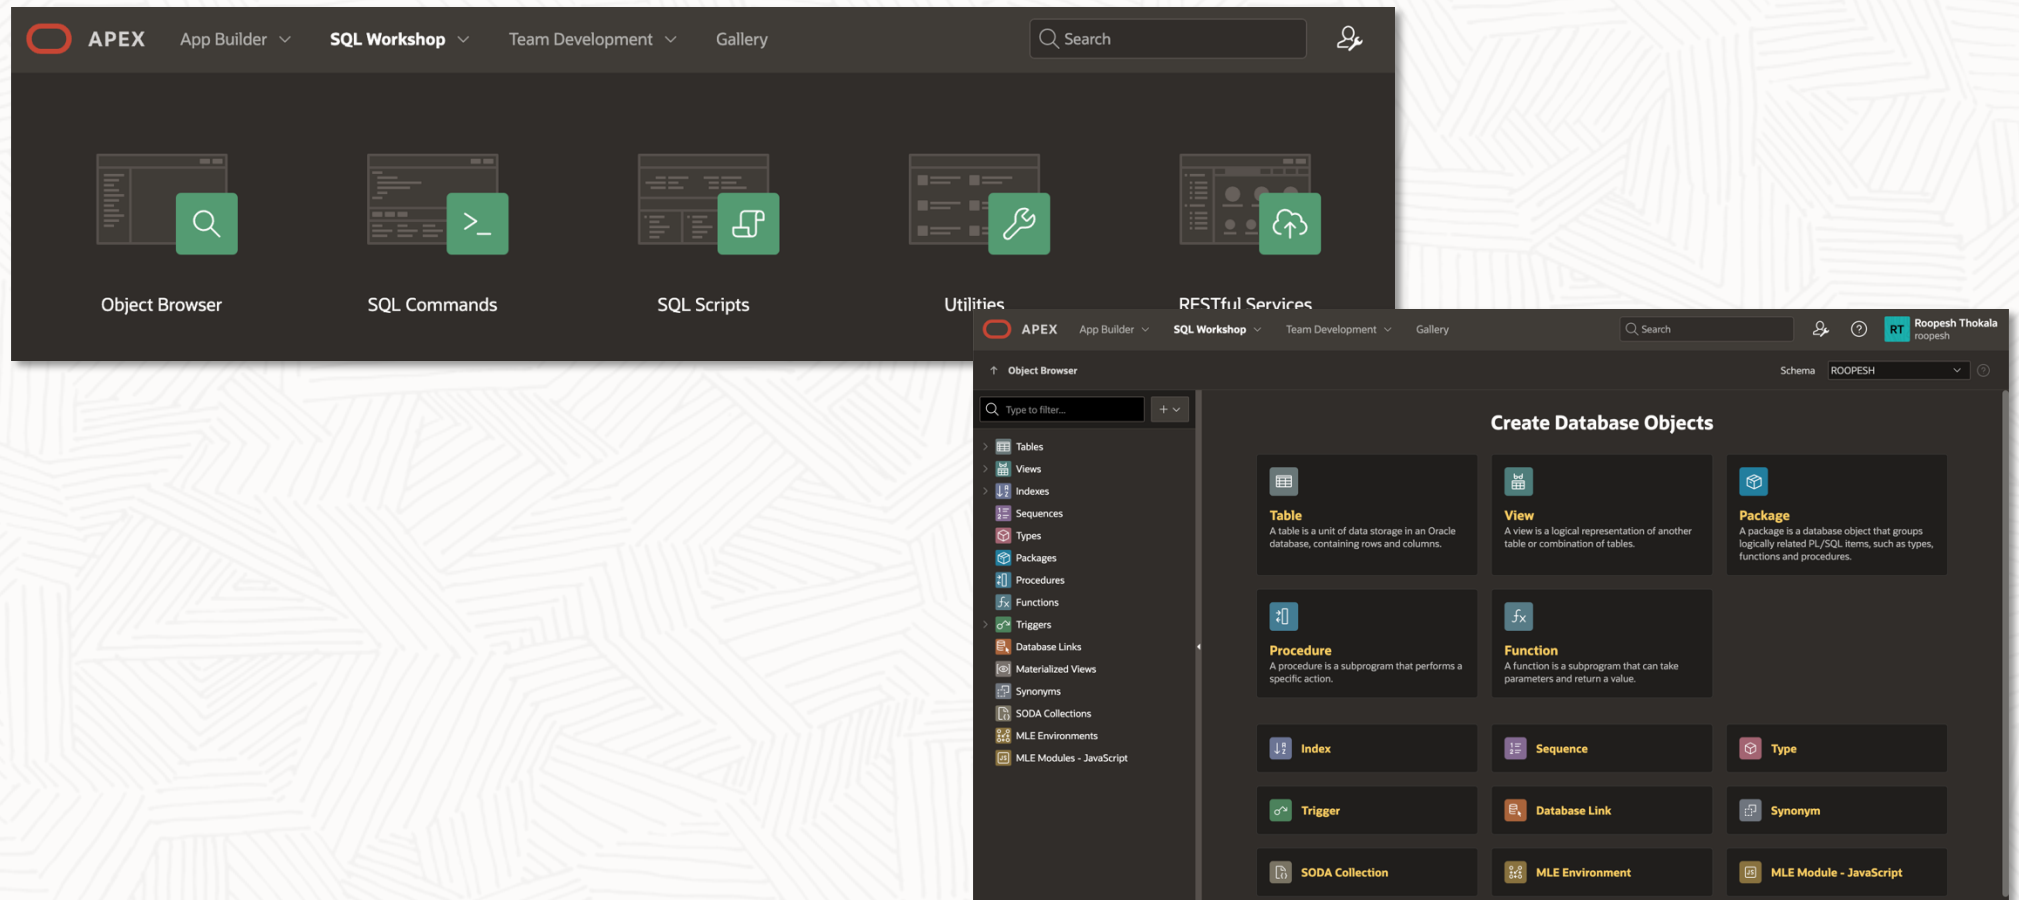 APEX App Builder SQL Workshop Team Development Gallery Search
Object Browser SQL Commands SQL Scripts Utilities RESTful Services
APEX App Builder SQL Workshop Team Development Gallery Search RT Roopesh Thokala
roopesh
Object Browser Schema ROOPESH
Type to filter...
Tables
Views
Indexes
Sequences
Types
Packages
Procedures
Functions
Triggers
Database Links
Materialized Views
Synonyms
SODA Collections
MLE Environments
MLE Modules - JavaScript
Create Database Objects
Table
A table is a unit of data storage in an Oracle
database, containing rows and columns.
View
A view is a logical representation of another
table or combination of tables.
Package
A package is a database object that groups
logically related PL/SQL items, such as types,
functions and procedures.
Procedure
A procedure is a subprogram that performs a
specific action.
Function
A function is a subprogram that can take
parameters and return a value.
Index
Sequence
Type
Trigger
Database Link
Synonym
SODA Collection
MLE Environment
MLE Module - JavaScript